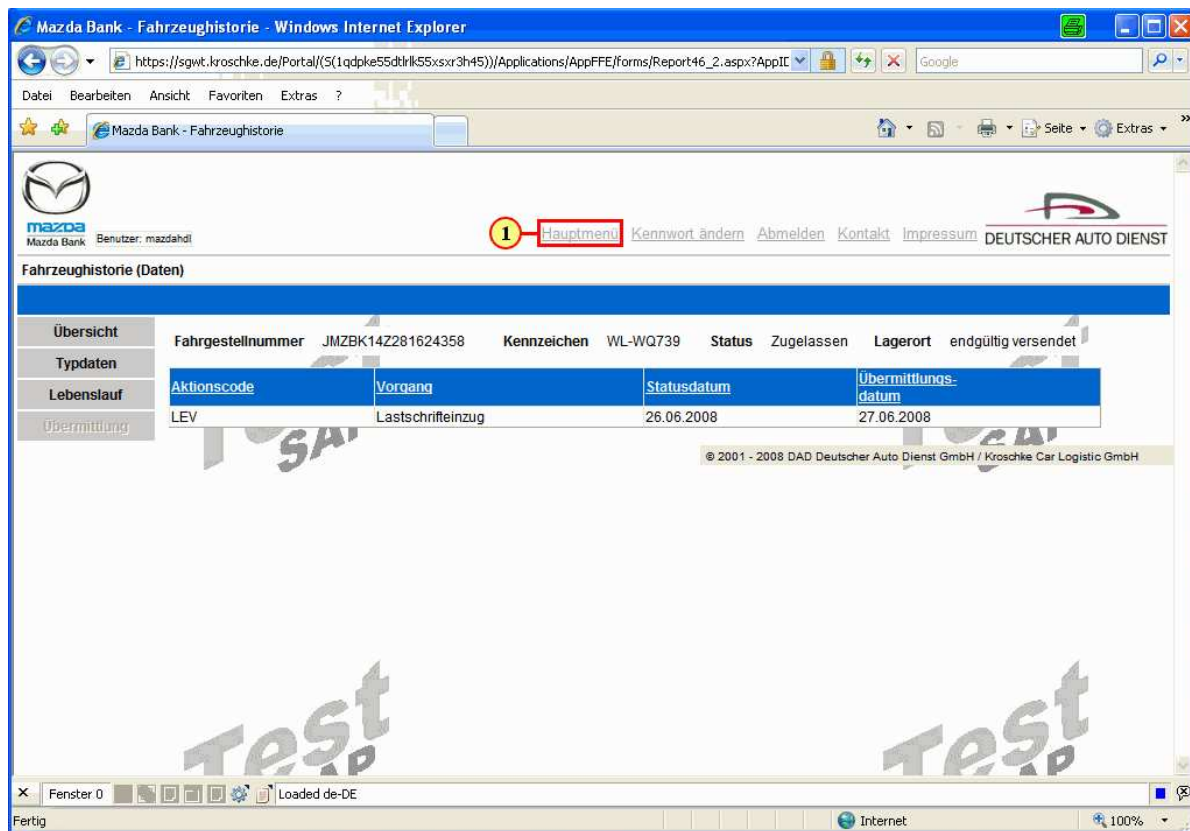 Mazda Bank - Fahrzeughistorie - Windows Internet Explorer
https://sgwt.kroschke.de/Portal/(S(1qdpke55dtlrlk55xsxr3h45))/Applications/AppFFE/forms/Report46_2.aspx?AppID
Google
Datei Bearbeiten Ansicht Favoriten Extras ?
Mazda Bank - Fahrzeughistorie
Seite Extras »
mazda
Mazda Bank Benutzer: mazdahdl
1 Hauptmenü Kennwort ändern Abmelden Kontakt Impressum DEUTSCHER AUTO DIENST
Fahrzeughistorie (Daten)
Übersicht
Typdaten
Lebenslauf
Übermittlung
Fahrgestellnummer JMZBK14Z281624358 Kennzeichen WL-WQ739 Status Zugelassen Lagerort endgültig versendet
Aktionscode Vorgang Statusdatum Übermittlungs-
datum
LEV Lastschrifteinzug 26.06.2008 27.06.2008
SAP
© 2001 - 2008 DAD Deutscher Auto Dienst GmbH / Kroschke Car Logistic GmbH
Test Test
SAP
Fenster 0 Loaded de-DE
Fertig Internet 100%